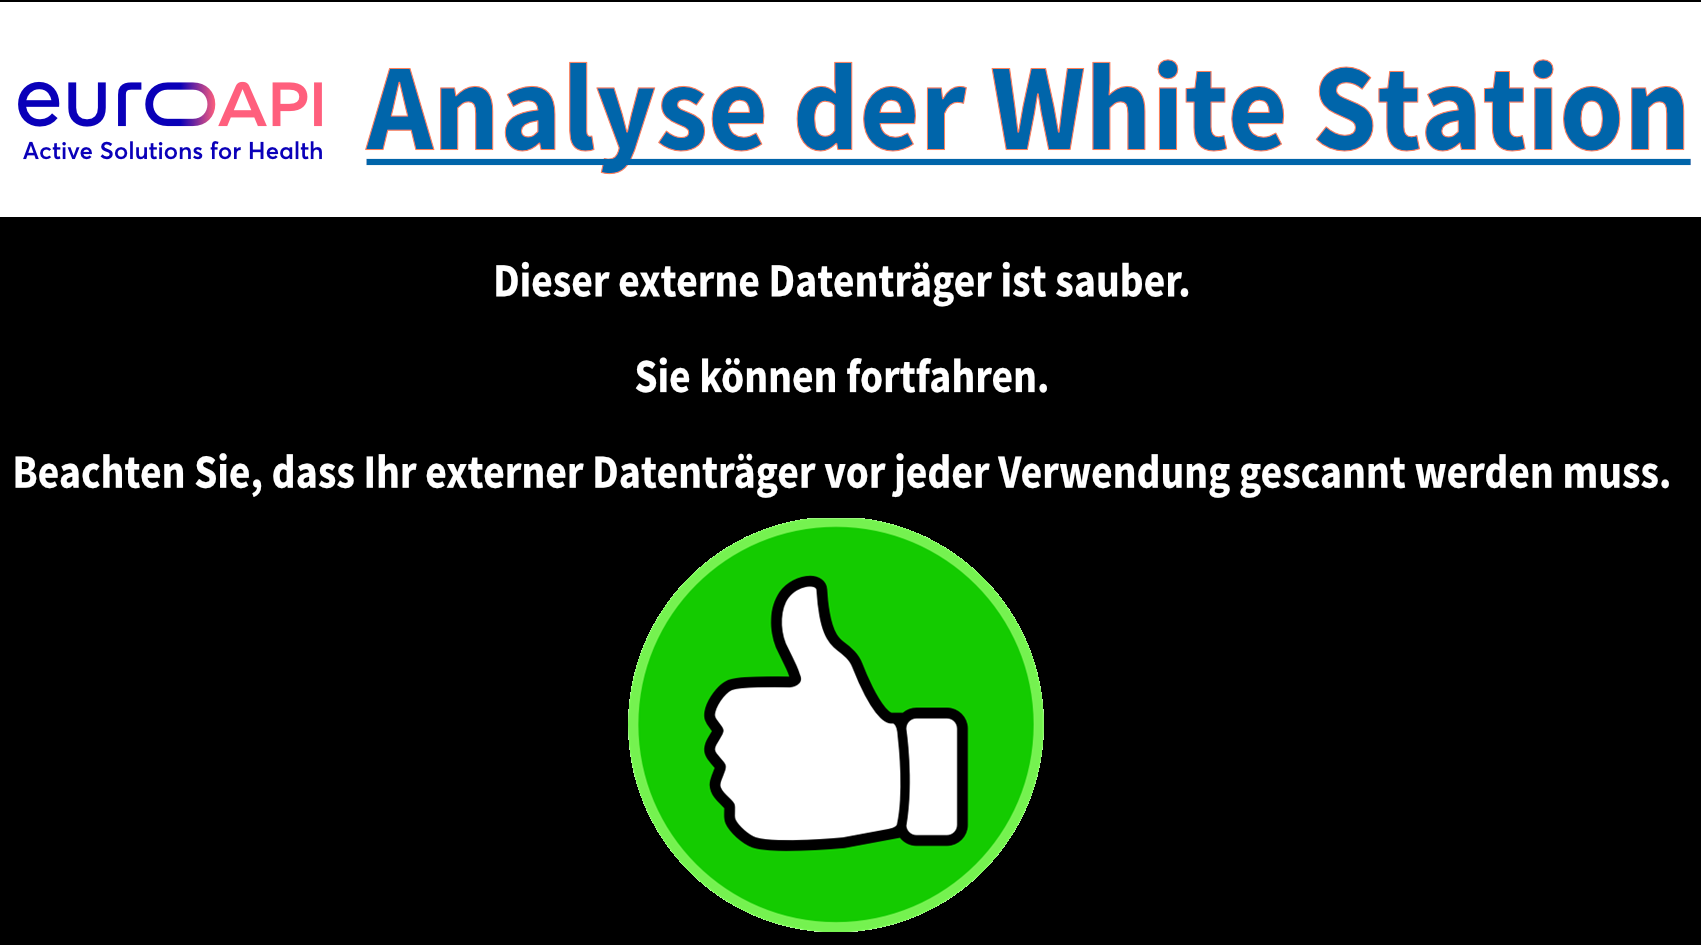 euroAPI
Active Solutions for Health
Analyse der White Station
Dieser externe Datenträger ist sauber.
Sie können fortfahren.
Beachten Sie, dass Ihr externer Datenträger vor jeder Verwendung gescannt werden muss.